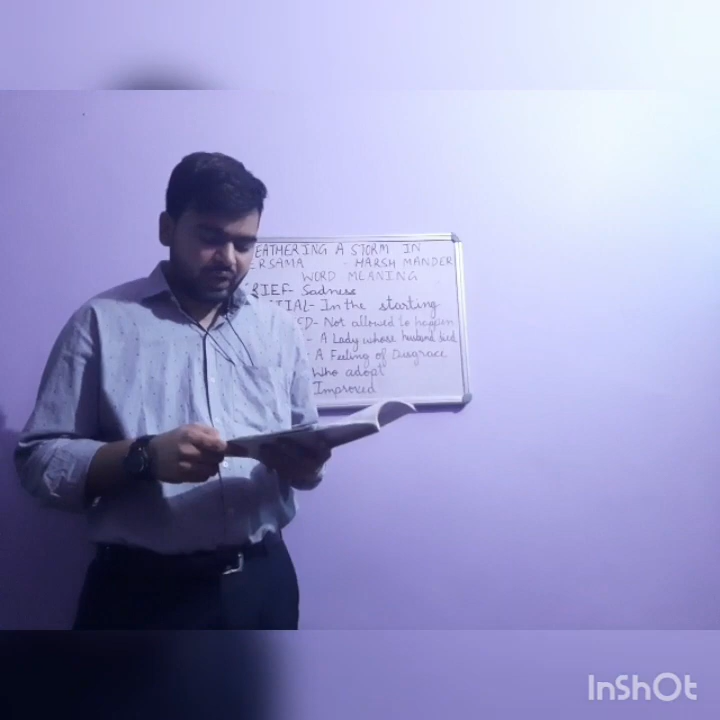 EATHERING A STORM IN
ERSAMA - HARSH MANDER
WORD MEANING
RIEF- Sadness
TIAL- In the starting
ED- Not allowed to happen
- A Lady whose husband died
- A Feeling of Disgrace
Who adopt
Improved
InShOt